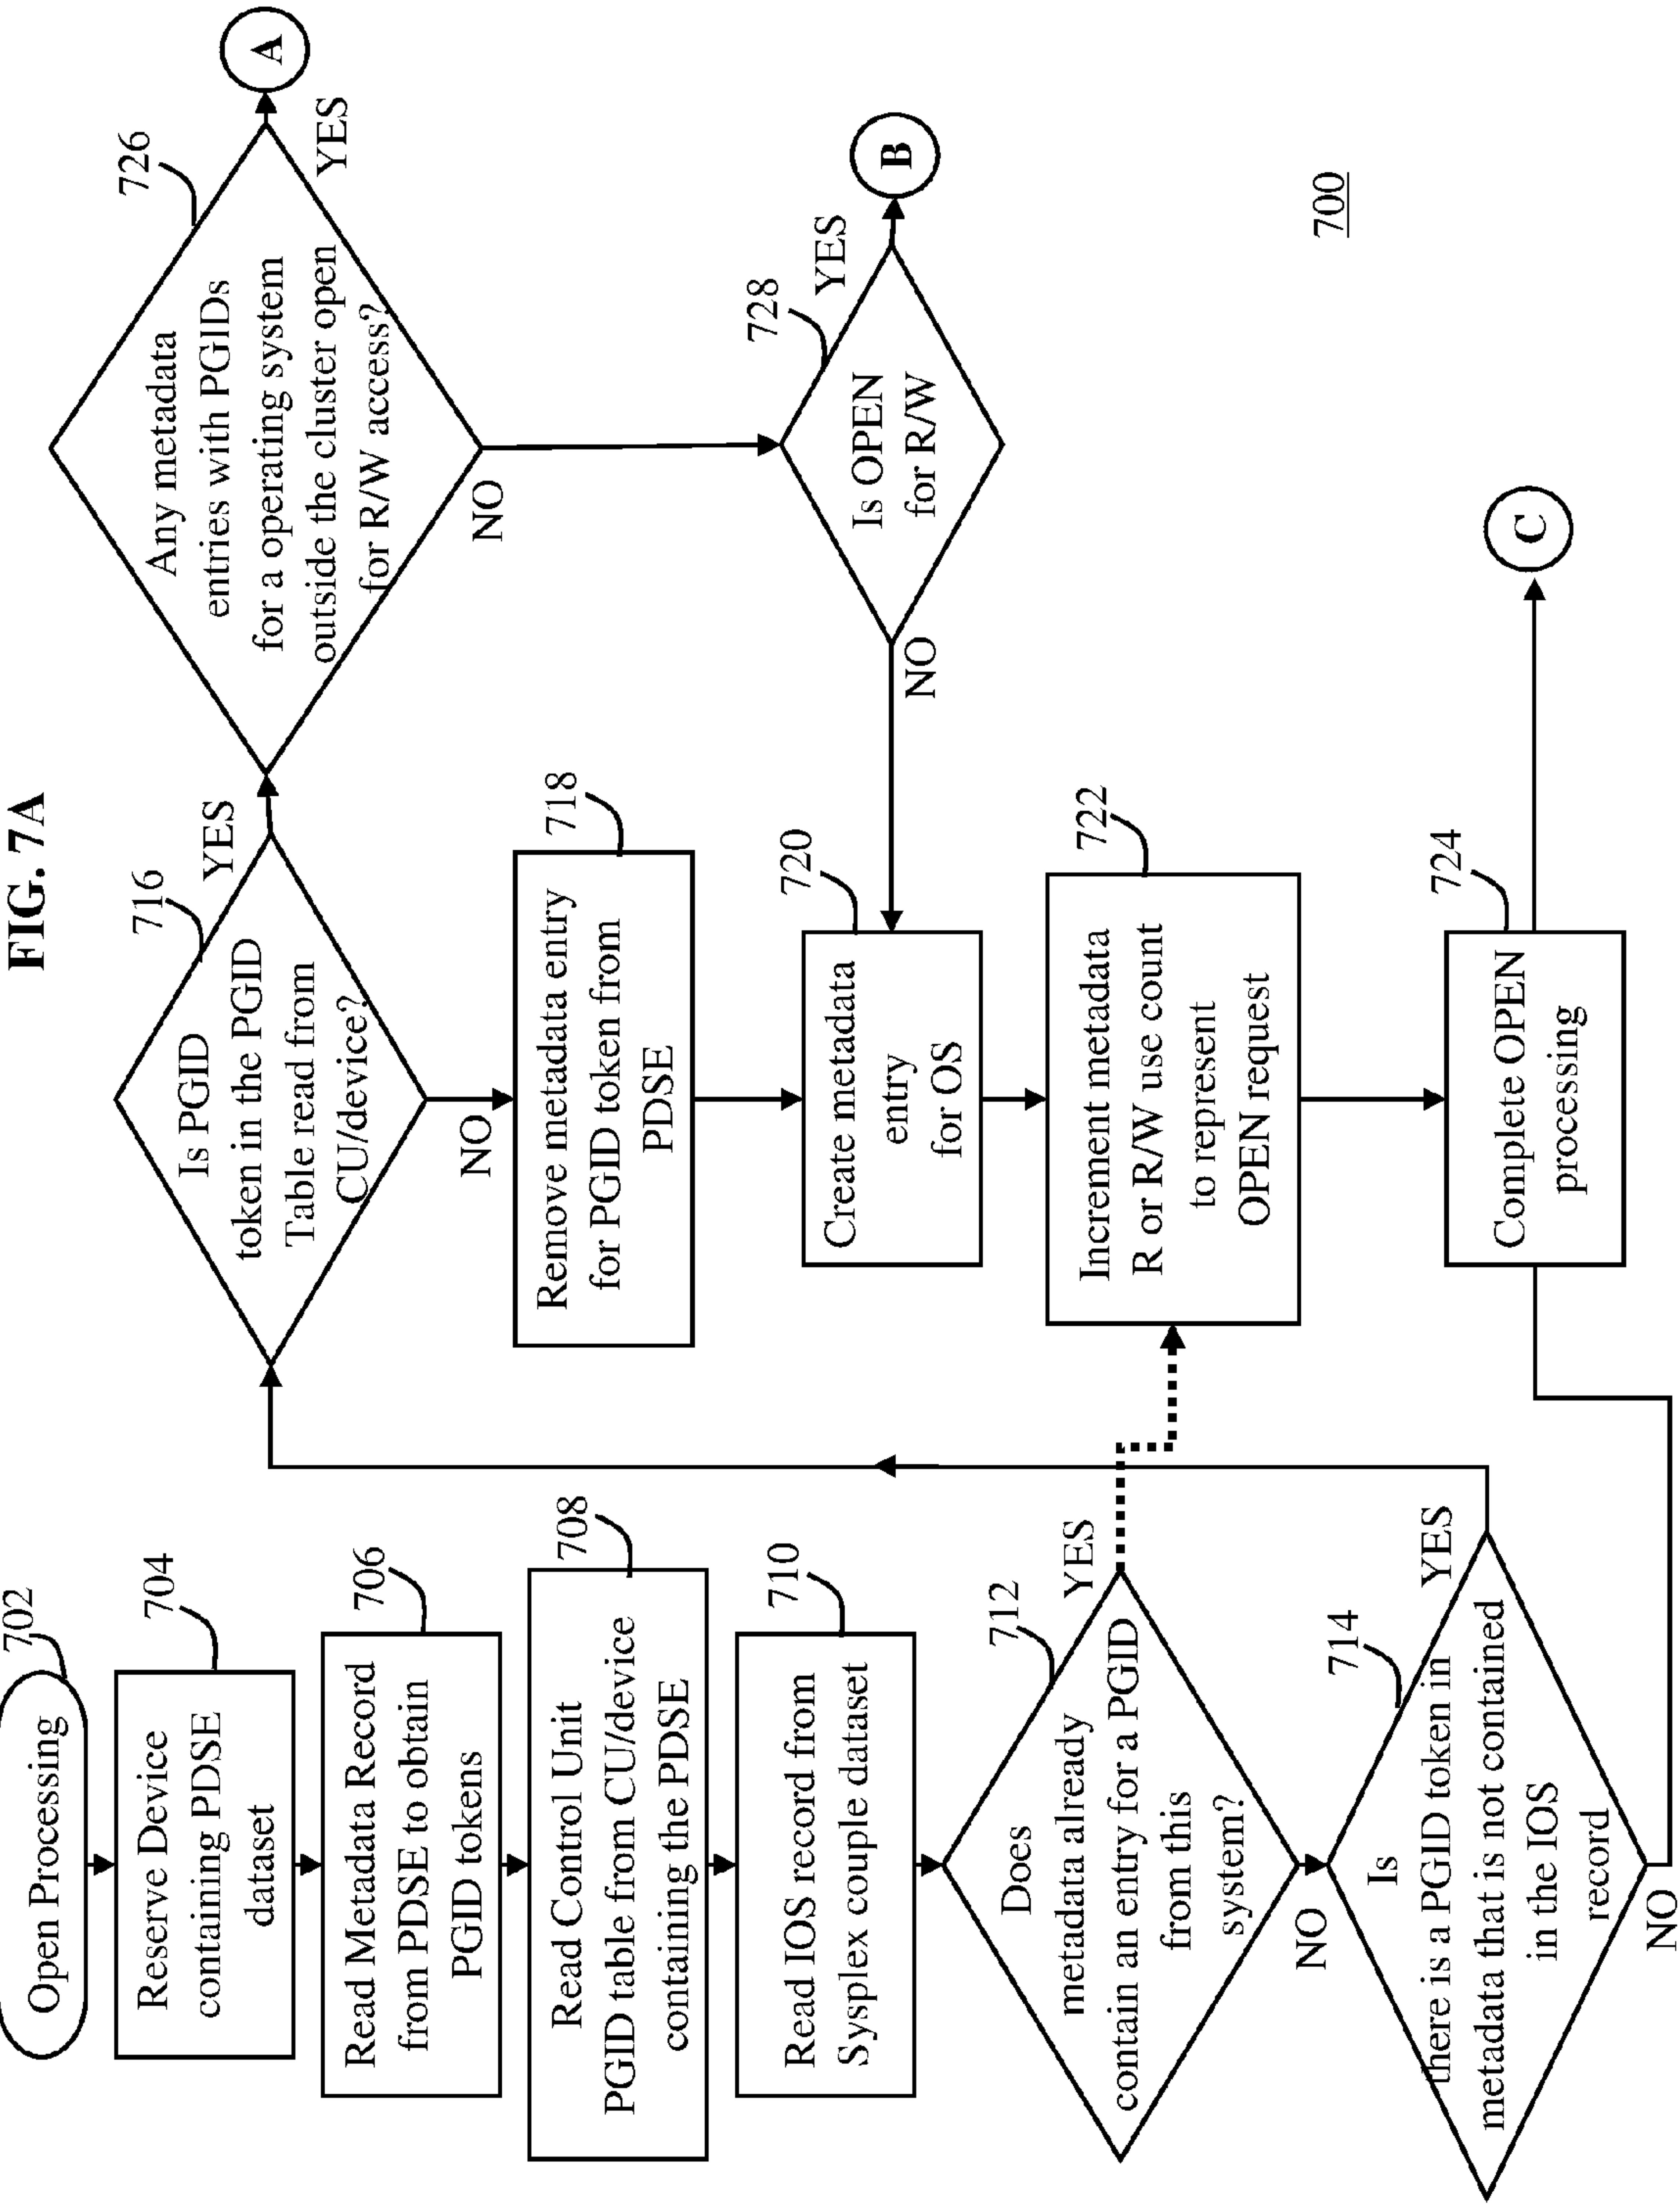 FIG. 7A
702
Open Processing
704
Reserve Device
containing PDSE
dataset
706
Read Metadata Record
from PDSE to obtain
PGID tokens
708
Read Control Unit
PGID table from CU/device
containing the PDSE
710
Read IOS record from
Sysplex couple dataset
712
Does
metadata already
contain an entry for a PGID
from this
system?
YES
NO
714
Is
there is a PGID token in
metadata that is not contained
in the IOS
record
YES
NO
716
Is PGID
token in the PGID
Table read from
CU/device?
YES
NO
718
Remove metadata entry
for PGID token from
PDSE
720
Create metadata
entry
for OS
722
Increment metadata
R or R/W use count
to represent
OPEN request
724
Complete OPEN
processing
726
Any metadata
entries with PGIDs
for a operating system
outside the cluster open
for R/W access?
YES
NO
A
728
Is OPEN
for R/W
YES
NO
B
C
700